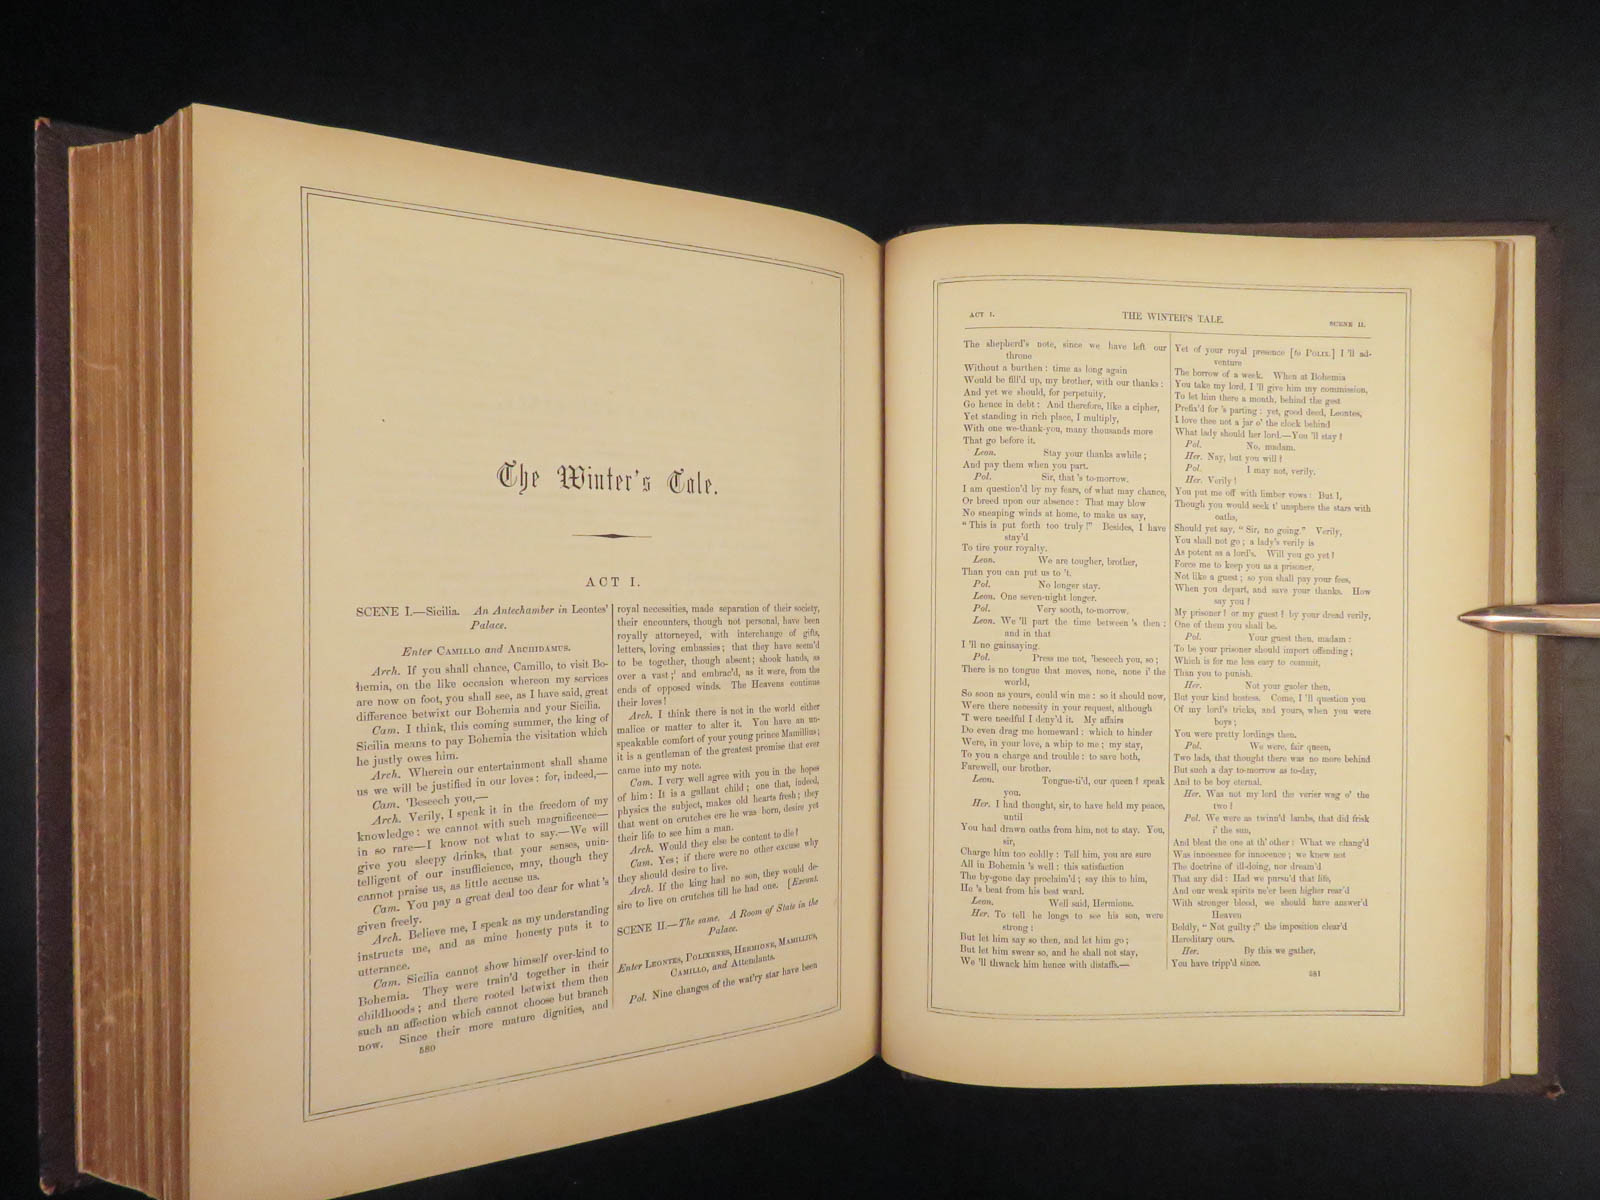 The Winter's Tale.
ACT I.
SCENE I.—Sicilia. An Antechamber in Leontes'
Palace.
Enter CAMILLO and ARCHIDAMUS.
Arch. If you shall chance, Camillo, to visit Bo-
hemia, on the like occasion whereon my services
are now on foot, you shall see, as I have said, great
difference betwixt our Bohemia and your Sicilia.
Cam. I think, this coming summer, the king of
Sicilia means to pay Bohemia the visitation which
he justly owes him.
Arch. Wherein our entertainment shall shame
us we will be justified in our loves: for, indeed,—
Cam. 'Beseech you,—
Arch. Verily, I speak it in the freedom of my
knowledge: we cannot with such magnificence—
in so rare—I know not what to say.—We will
give you sleepy drinks, that your senses, unin-
telligent of our insufficience, may, though they
cannot praise us, as little accuse us.
Cam. You pay a great deal too dear for what 's
given freely.
Arch. Believe me, I speak as my understanding
instructs me, and as mine honesty puts it to
utterance.
Cam. Sicilia cannot show himself over-kind to
Bohemia. They were train'd together in their
childhoods; and there rooted betwixt them then
such an affection which cannot choose but branch
now. Since their more mature dignities, and
580
royal necessities, made separation of their society,
their encounters, though not personal, have been
royally attorneyed, with interchange of gifts,
letters, loving embassies; that they have seem'd
to be together, though absent; shook hands, as
over a vast;¹ and embrac'd, as it were, from the
ends of opposed winds. The Heavens continue
their loves!
Arch. I think there is not in the world either
malice or matter to alter it. You have an un-
speakable comfort of your young prince Mamillius;
it is a gentleman of the greatest promise that ever
came into my note.
Cam. I very well agree with you in the hopes
of him: It is a gallant child; one that, indeed,
physics the subject, makes old hearts fresh; they
that went on crutches ere he was born, desire yet
their life to see him a man.
Arch. Would they else be content to die?
Cam. Yes; if there were no other excuse why
they should desire to live.
Arch. If the king had no son, they would de-
sire to live on crutches till he had one. [Exeunt.
SCENE II.—The same. A Room of State in the
Palace.
Enter LEONTES, POLIXENES, HERMIONE, MAMILLIUS,
CAMILLO, and Attendants.
Pol. Nine changes of the wat'ry star have been
ACT I.
THE WINTER'S TALE.
SCENE II.
The shepherd's note, since we have left our
throne
Without a burthen: time as long again
Would be fill'd up, my brother, with our thanks:
And yet we should, for perpetuity,
Go hence in debt: And therefore, like a cipher,
Yet standing in rich place, I multiply,
With one we-thank-you, many thousands more
That go before it.
Leon. Stay your thanks awhile;
And pay them when you part.
Pol. Sir, that 's to-morrow.
I am question'd by my fears, of what may chance,
Or breed upon our absence: That may blow
No sneaping winds at home, to make us say,
"This is put forth too truly!" Besides, I have
stay'd
To tire your royalty.
Leon. We are tougher, brother,
Than you can put us to 't.
Pol. No longer stay.
Leon. One seven-night longer.
Pol. Very sooth, to-morrow.
Leon. We 'll part the time between 's then:
and in that
I 'll no gainsaying.
Pol. Press me not, 'beseech you, so;
There is no tongue that moves, none, none i' the
world,
So soon as yours, could win me: so it should now,
Were there necessity in your request, although
'T were needful I deny'd it. My affairs
Do even drag me homeward: which to hinder
Were, in your love, a whip to me; my stay,
To you a charge and trouble: to save both,
Farewell, our brother.
Leon. Tongue-ti'd, our queen? speak
you.
Her. I had thought, sir, to have held my peace,
until
You had drawn oaths from him, not to stay. You,
sir,
Charge him too coldly: Tell him, you are sure
All in Bohemia 's well: this satisfaction
The by-gone day proclaim'd; say this to him,
He 's beat from his best ward.
Leon. Well said, Hermione.
Her. To tell he longs to see his son, were
strong:
But let him say so then, and let him go;
But let him swear so, and he shall not stay,
We 'll thwack him hence with distaffs.—
Yet of your royal presence [to POLIX.] I 'll ad-
venture
The borrow of a week. When at Bohemia
You take my lord, I 'll give him my commission,
To let him there a month, behind the gest
Prefix'd for 's parting: yet, good deed, Leontes,
I love thee not a jar o' the clock behind
What lady should her lord.—You 'll stay?
Pol. No, madam.
Her. Nay, but you will?
Pol. I may not, verily.
Her. Verily!
You put me off with limber vows: But I,
Though you would seek t' unsphere the stars with
oaths,
Should yet say, "Sir, no going." Verily,
You shall not go; a lady's verily is
As potent as a lord's. Will you go yet?
Force me to keep you as a prisoner,
Not like a guest; so you shall pay your fees,
When you depart, and save your thanks. How
say you?
My prisoner? or my guest? by your dread verily,
One of them you shall be.
Pol. Your guest then, madam:
To be your prisoner should import offending;
Which is for me less easy to commit,
Than you to punish.
Her. Not your gaoler then,
But your kind hostess. Come, I 'll question you
Of my lord's tricks, and yours, when you were
boys;
You were pretty lordings then.
Pol. We were, fair queen,
Two lads, that thought there was no more behind
But such a day to-morrow as to-day,
And to be boy eternal.
Her. Was not my lord the verier wag o' the
two?
Pol. We were as twinn'd lambs, that did frisk
i' the sun,
And bleat the one at th' other: What we chang'd
Was innocence for innocence; we knew not
The doctrine of ill-doing, nor dream'd
That any did: Had we pursu'd that life,
And our weak spirits ne'er been higher rear'd
With stronger blood, we should have answer'd
Heaven
Boldly, "Not guilty;" the imposition clear'd
Hereditary ours.
Her. By this we gather,
You have tripp'd since.
581